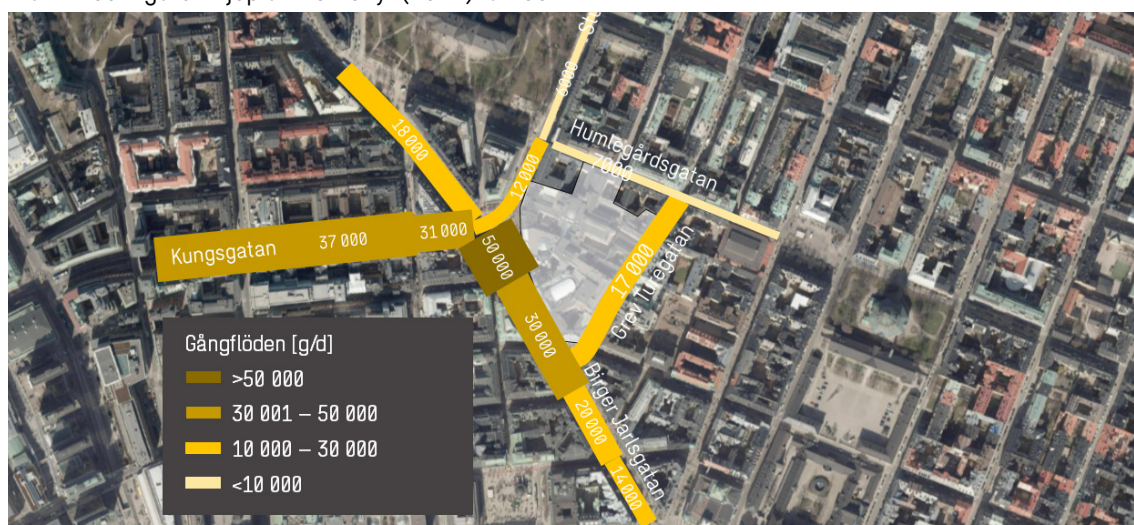 Stu
6000
Humlegårdsgatan
7000
18 000
12 000
Kungsgatan
37 000
31 000
50 000
17 000
Grev Turegatan
30 000
Birger Jarlsgatan
20 000
14 000
Gångflöden [g/d]
>50 000
30 001 – 50 000
10 000 – 30 000
<10 000